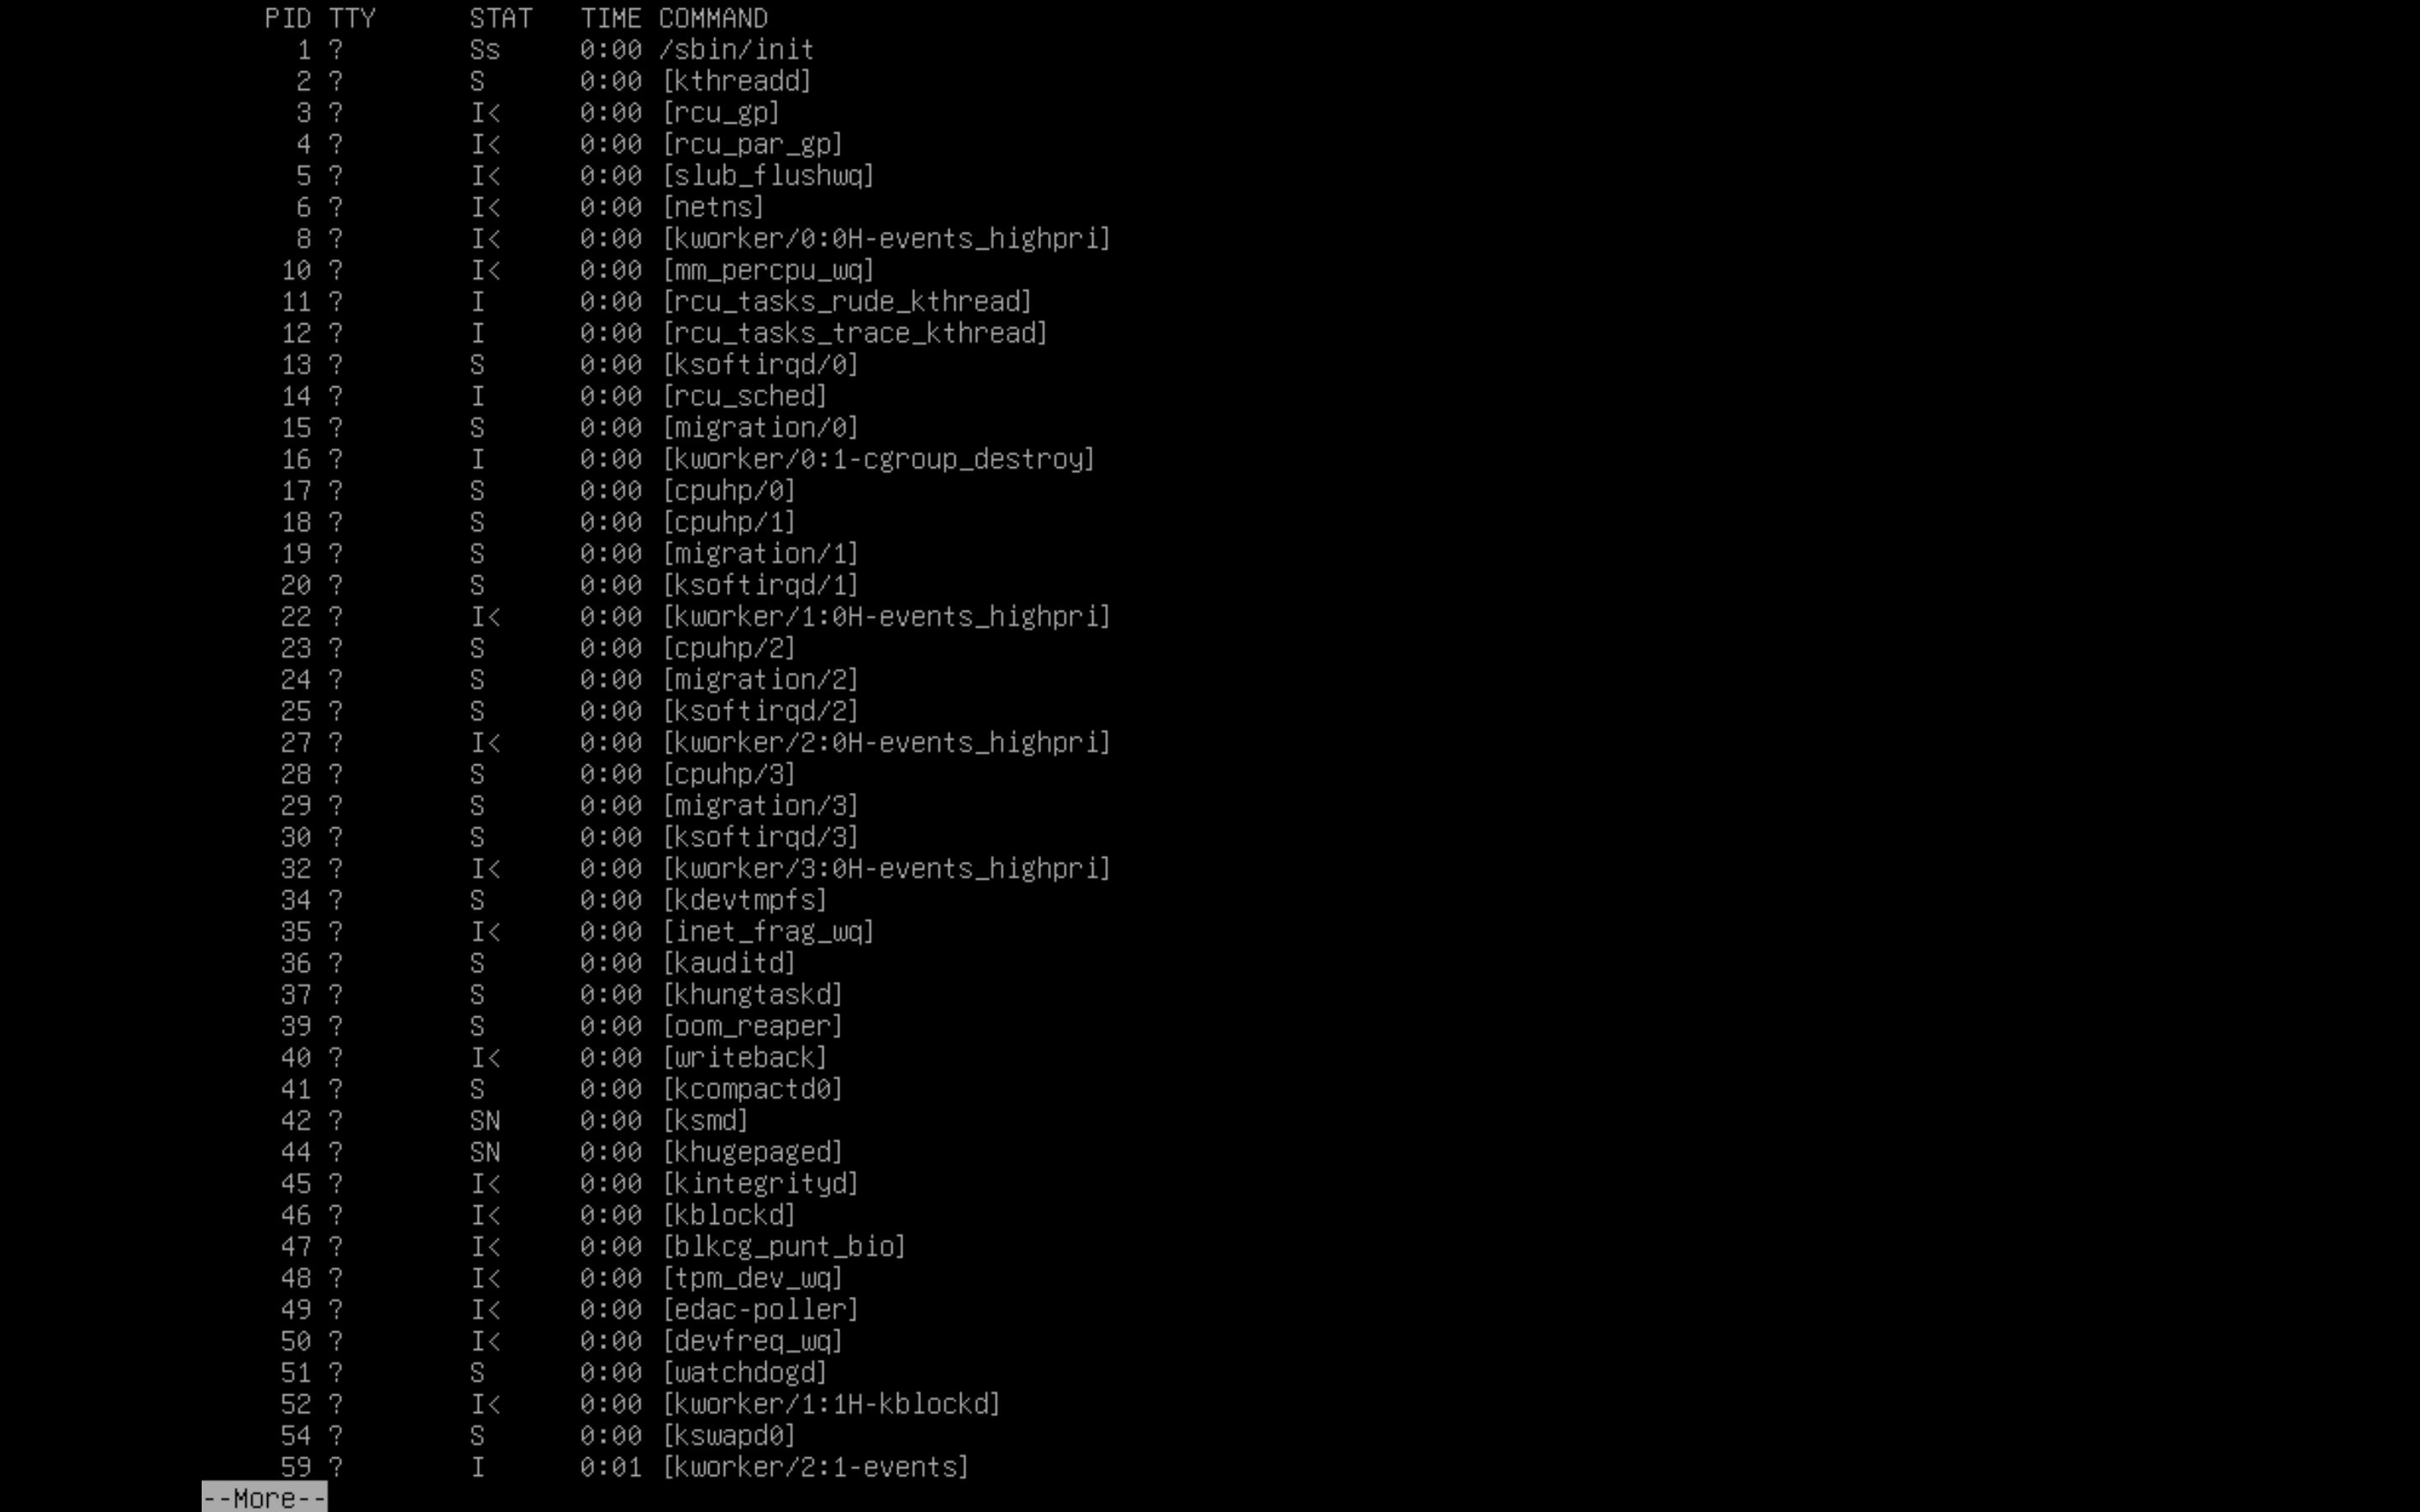 PID TTY      STAT   TIME COMMAND
1 ?        Ss     0:00 /sbin/init
2 ?        S      0:00 [kthreadd]
3 ?        I<     0:00 [rcu_gp]
4 ?        I<     0:00 [rcu_par_gp]
5 ?        I<     0:00 [slub_flushwq]
6 ?        I<     0:00 [netns]
8 ?        I<     0:00 [kworker/0:0H-events_highpri]
10 ?        I<     0:00 [mm_percpu_wq]
11 ?        I      0:00 [rcu_tasks_rude_kthread]
12 ?        I      0:00 [rcu_tasks_trace_kthread]
13 ?        S      0:00 [ksoftirqd/0]
14 ?        I      0:00 [rcu_sched]
15 ?        S      0:00 [migration/0]
16 ?        I      0:00 [kworker/0:1-cgroup_destroy]
17 ?        S      0:00 [cpuhp/0]
18 ?        S      0:00 [cpuhp/1]
19 ?        S      0:00 [migration/1]
20 ?        S      0:00 [ksoftirqd/1]
22 ?        I<     0:00 [kworker/1:0H-events_highpri]
23 ?        S      0:00 [cpuhp/2]
24 ?        S      0:00 [migration/2]
25 ?        S      0:00 [ksoftirqd/2]
27 ?        I<     0:00 [kworker/2:0H-events_highpri]
28 ?        S      0:00 [cpuhp/3]
29 ?        S      0:00 [migration/3]
30 ?        S      0:00 [ksoftirqd/3]
32 ?        I<     0:00 [kworker/3:0H-events_highpri]
34 ?        S      0:00 [kdevtmpfs]
35 ?        I<     0:00 [inet_frag_wq]
36 ?        S      0:00 [kauditd]
37 ?        S      0:00 [khungtaskd]
39 ?        S      0:00 [oom_reaper]
40 ?        I<     0:00 [writeback]
41 ?        S      0:00 [kcompactd0]
42 ?        SN     0:00 [ksmd]
44 ?        SN     0:00 [khugepaged]
45 ?        I<     0:00 [kintegrityd]
46 ?        I<     0:00 [kblockd]
47 ?        I<     0:00 [blkcg_punt_bio]
48 ?        I<     0:00 [tpm_dev_wq]
49 ?        I<     0:00 [edac-poller]
50 ?        I<     0:00 [devfreq_wq]
51 ?        S      0:00 [watchdogd]
52 ?        I<     0:00 [kworker/1:1H-kblockd]
54 ?        S      0:00 [kswapd0]
59 ?        I      0:01 [kworker/2:1-events]
--More--